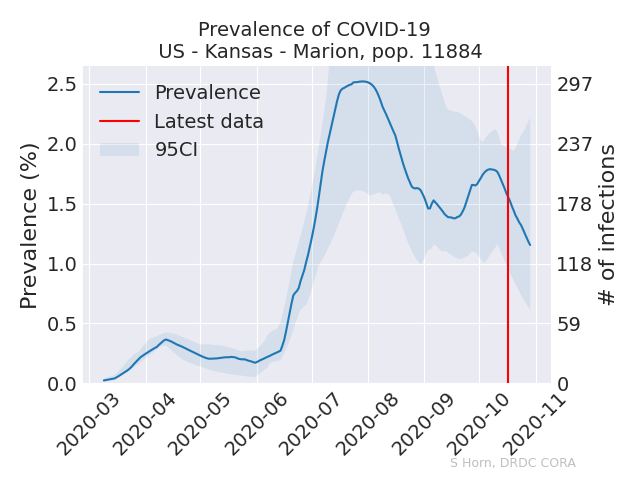 Prevalence of COVID-19
US - Kansas - Marion, pop. 11884
Prevalence
Latest data
95CI
Prevalence (%)
2.5
2.0
1.5
1.0
0.5
0.0
297
237
178
118
59
0
# of infections
2020-03
2020-04
2020-05
2020-06
2020-07
2020-08
2020-09
2020-10
2020-11
S Horn, DRDC CORA